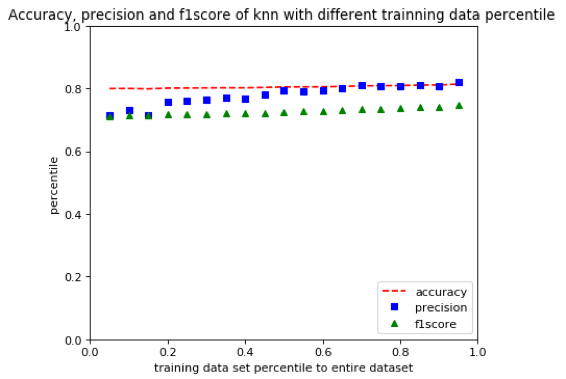 Accuracy, precision and f1score of knn with different trainning data percentile
1.0
0.8
0.6
0.4
0.2
0.0
percentile
accuracy
precision
f1score
0.0 0.2 0.4 0.6 0.8 1.0
training data set percentile to entire dataset